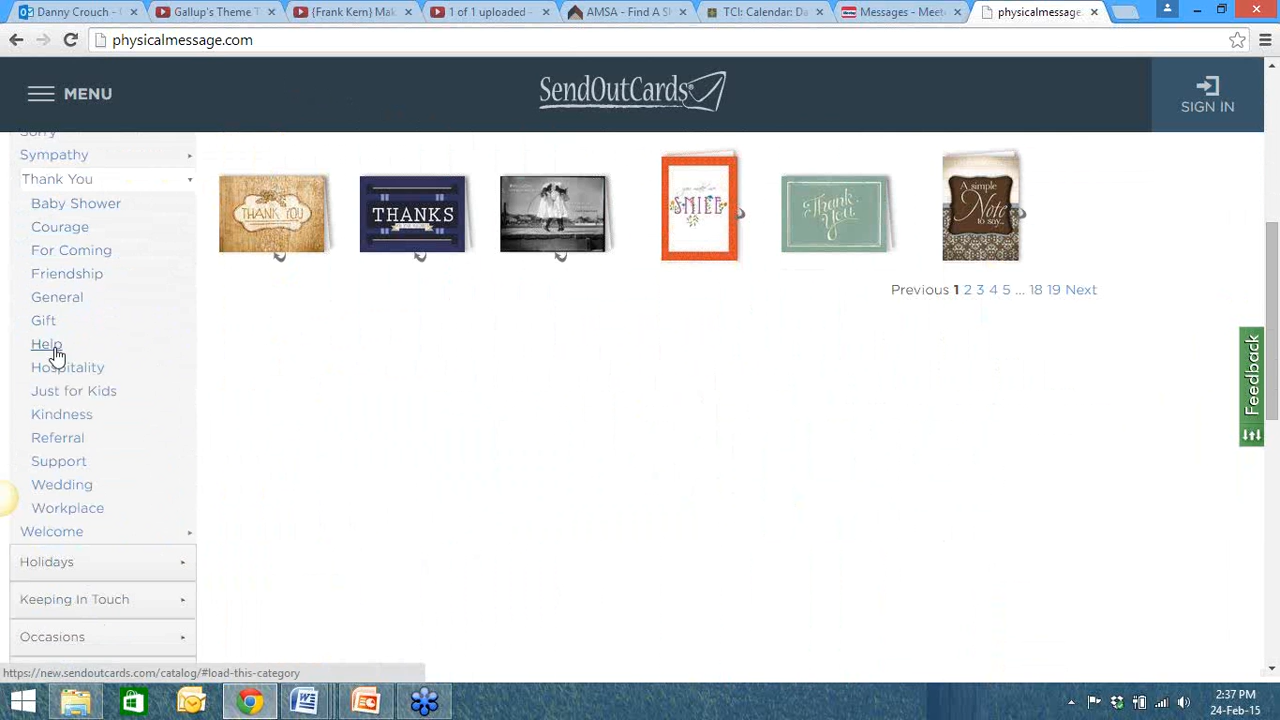 Danny Crouch -
Gallup's Theme T
{Frank Kern} Mak
1 of 1 uploaded -
AMSA - Find A S
TCI: Calendar: Da
Messages - Meet
physicalmessage.
physicalmessage.com
MENU
SendOutCards
SIGN IN
Sorry
Sympathy
Thank You
Baby Shower
Courage
For Coming
Friendship
General
Gift
Help
Hospitality
Just for Kids
Kindness
Referral
Support
Wedding
Workplace
Welcome
Holidays
Keeping In Touch
Occasions
THANK YOU
THANKS
SMILE
Thank You
A simple
Note
to say...
Previous 1 2 3 4 5 ... 18 19 Next
Feedback
https://new.sendoutcards.com/catalog/#load-this-category
2:37 PM
24-Feb-15